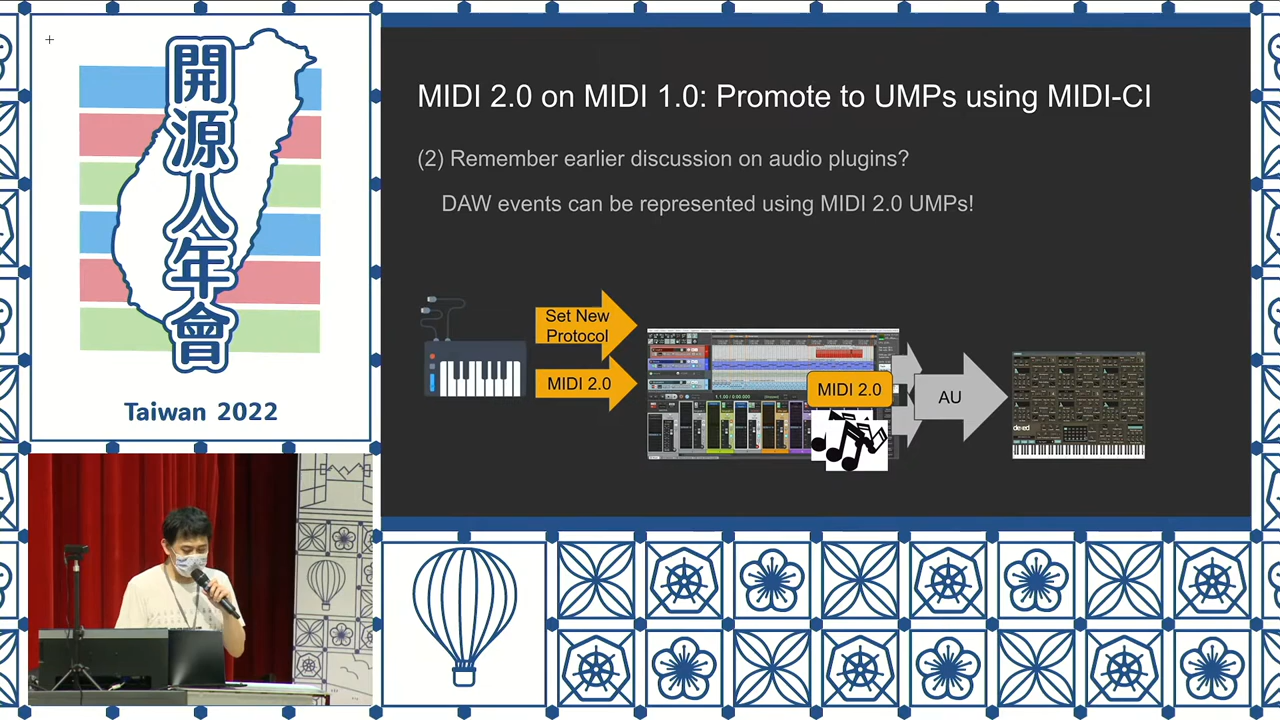 開源人年會
Taiwan 2022
MIDI 2.0 on MIDI 1.0: Promote to UMPs using MIDI-CI
(2) Remember earlier discussion on audio plugins?
DAW events can be represented using MIDI 2.0 UMPs!
Set New
Protocol
MIDI 2.0
MIDI 2.0
AU
dexed